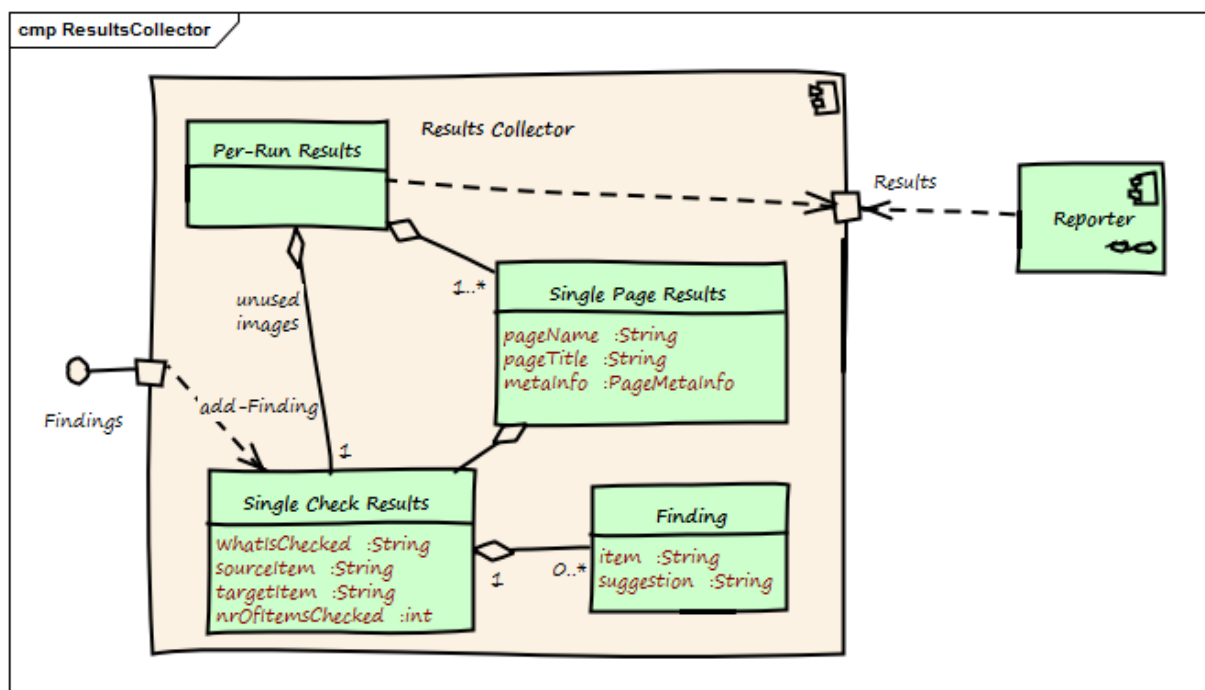 cmp ResultsCollector
Results Collector
Per-Run Results
Results
Reporter
1..*
unused
images
Single Page Results
pageName :String
pageTitle :String
metaInfo :PageMetaInfo
Findings
add-Finding
1
Single Check Results
whatIsChecked :String
sourceItem :String
targetItem :String
nrOfItemsChecked :int
1
0..*
Finding
item :String
suggestion :String